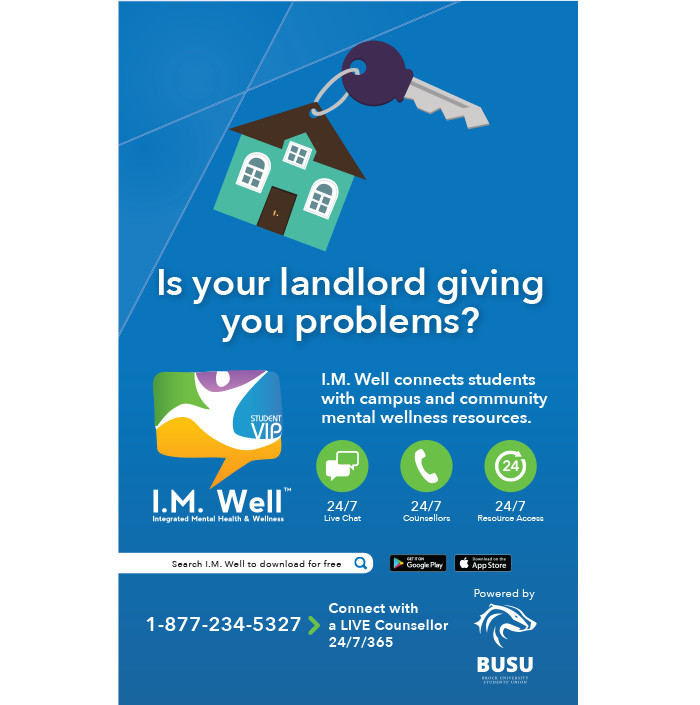 Is your landlord giving
you problems?
STUDENT
VIP
I.M. Well™
Integrated Mental Health & Wellness
I.M. Well connects students
with campus and community
mental wellness resources.
24
24/7
Live Chat
24/7
Counsellors
24/7
Resource Access
Search I.M. Well to download for free
GET IT ON
Google Play
Download on the
App Store
1-877-234-5327
Connect with
a LIVE Counsellor
24/7/365
Powered by
BUSU
BROCK UNIVERSITY
STUDENTS' UNION